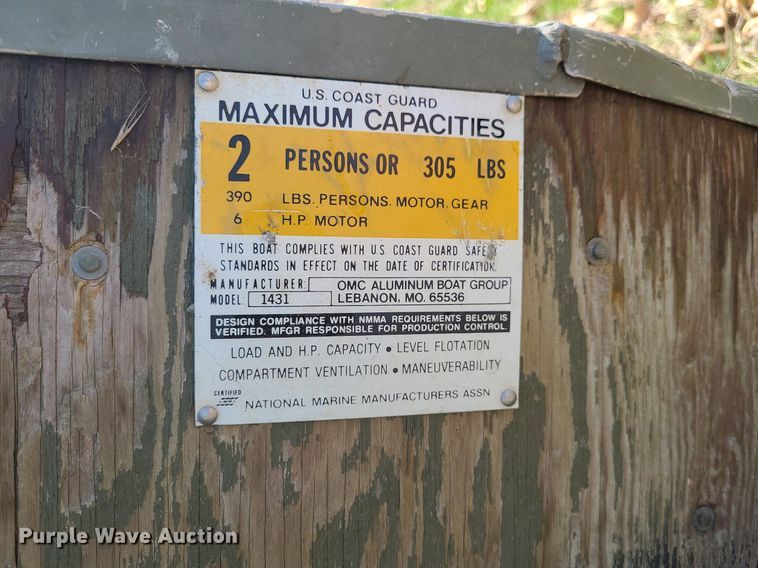 U.S. COAST GUARD
MAXIMUM CAPACITIES
2 PERSONS OR 305 LBS
390 LBS. PERSONS. MOTOR. GEAR
6 H.P. MOTOR
THIS BOAT COMPLIES WITH U.S. COAST GUARD SAFETY
STANDARDS IN EFFECT ON THE DATE OF CERTIFICATION.
MANUFACTURER: OMC ALUMINUM BOAT GROUP
MODEL: 1431 LEBANON, MO. 65536
DESIGN COMPLIANCE WITH NMMA REQUIREMENTS BELOW IS
VERIFIED. MFGR RESPONSIBLE FOR PRODUCTION CONTROL.
LOAD AND H.P. CAPACITY • LEVEL FLOTATION
COMPARTMENT VENTILATION • MANEUVERABILITY
CERTIFIED
NATIONAL MARINE MANUFACTURERS ASSN
Purple Wave Auction